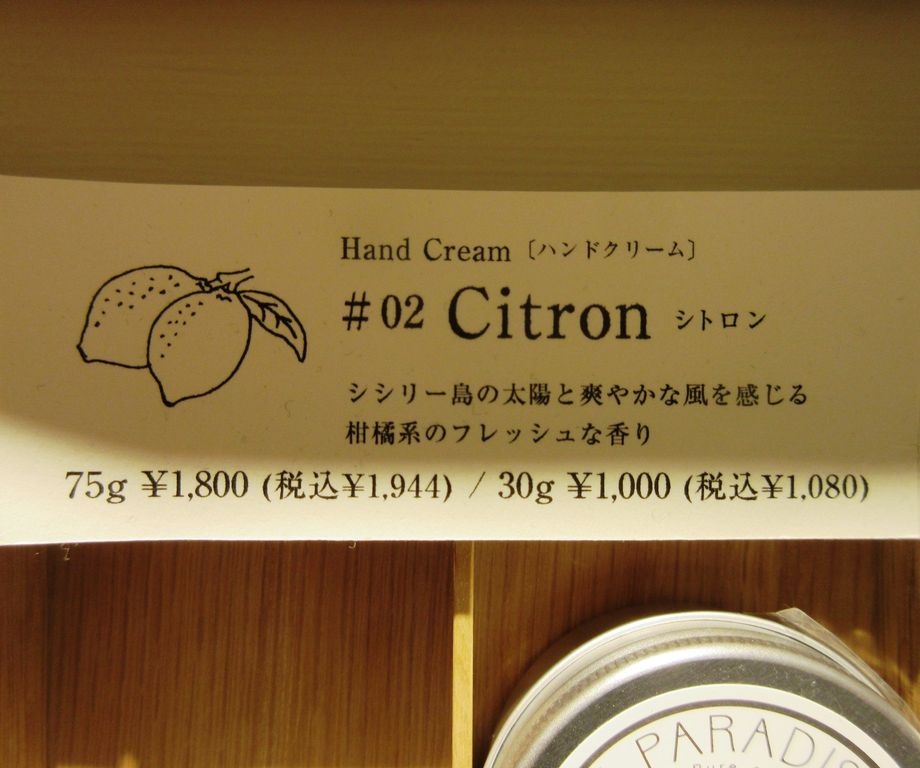 Hand Cream〔ハンドクリーム〕
#02 Citron シトロン
シシリー島の太陽と爽やかな風を感じる
柑橘系のフレッシュな香り
75g ¥1,800 (税込¥1,944) / 30g ¥1,000 (税込¥1,080)
PARADIS
Pure